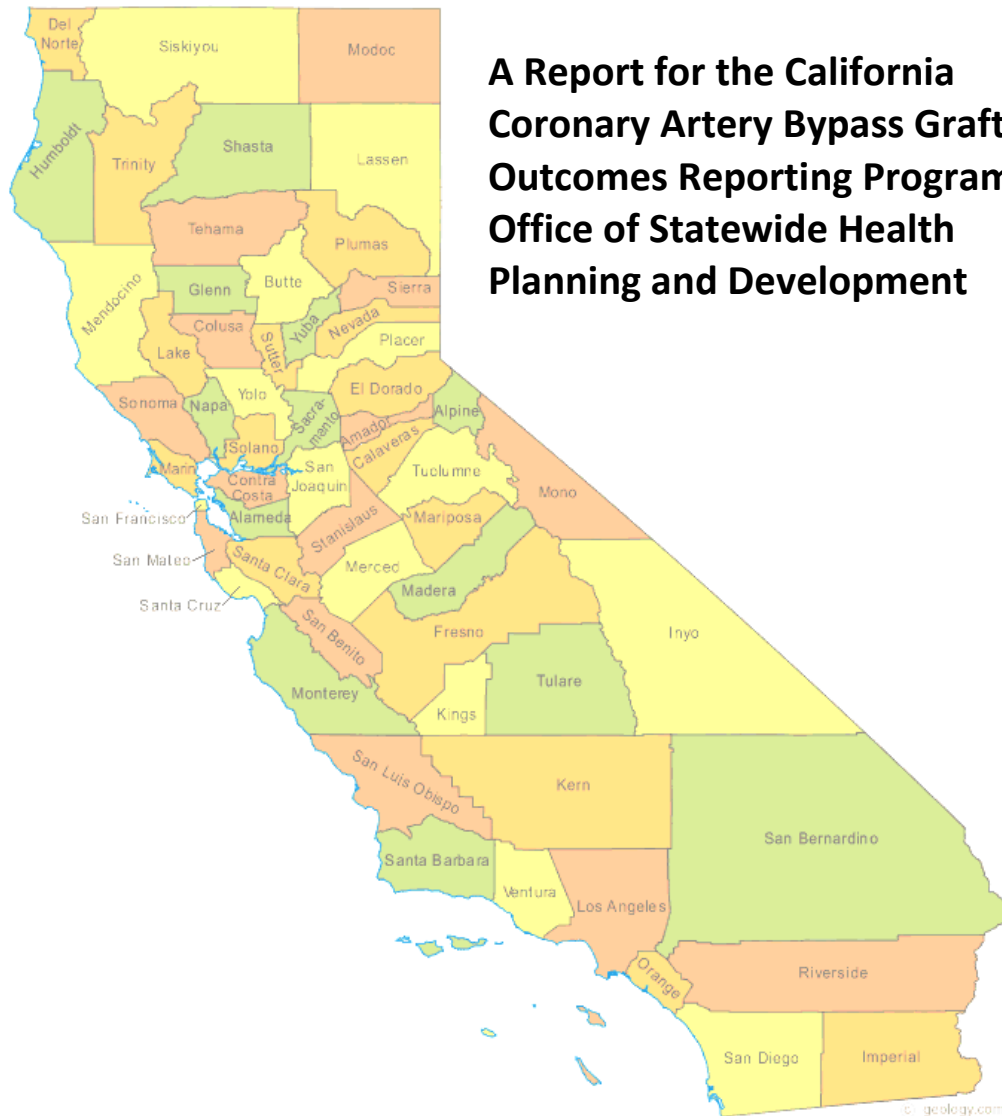 A Report for the California
Coronary Artery Bypass Graft
Outcomes Reporting Program
Office of Statewide Health
Planning and Development
Del
Norte
Siskiyou
Modoc
Humboldt
Trinity
Shasta
Lassen
Tehama
Plumas
Mendocino
Glenn
Butte
Sierra
Colusa
Yuba
Nevada
Lake
Sutter
Placer
Sonoma
Napa
Yolo
El Dorado
Sacra-
mento
Alpine
Amador
Solano
Calaveras
Marin
San
Joaquin
Tuolumne
Contra
Costa
Mono
San Francisco
Alameda
Stanislaus
Mariposa
San Mateo
Santa Clara
Merced
Madera
Santa Cruz
San Benito
Fresno
Inyo
Monterey
Kings
Tulare
San Luis Obispo
Kern
San Bernardino
Santa Barbara
Ventura
Los Angeles
Orange
Riverside
San Diego
Imperial
(c) geology.com